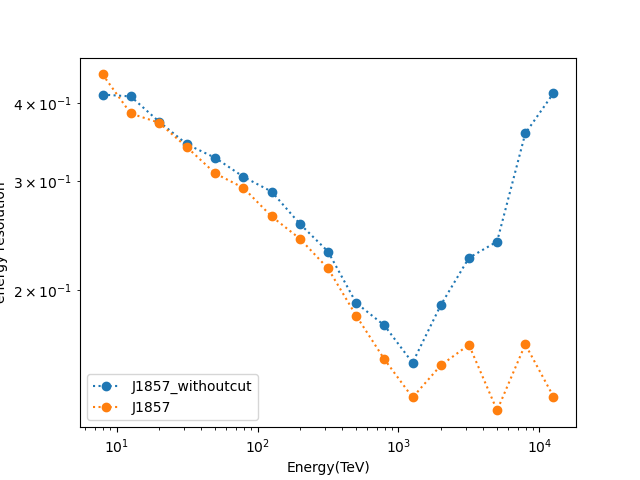 4 × 10⁻¹
3 × 10⁻¹
2 × 10⁻¹
energy resolution
J1857_withoutcut
J1857
10¹ 10² 10³ 10⁴
Energy(TeV)